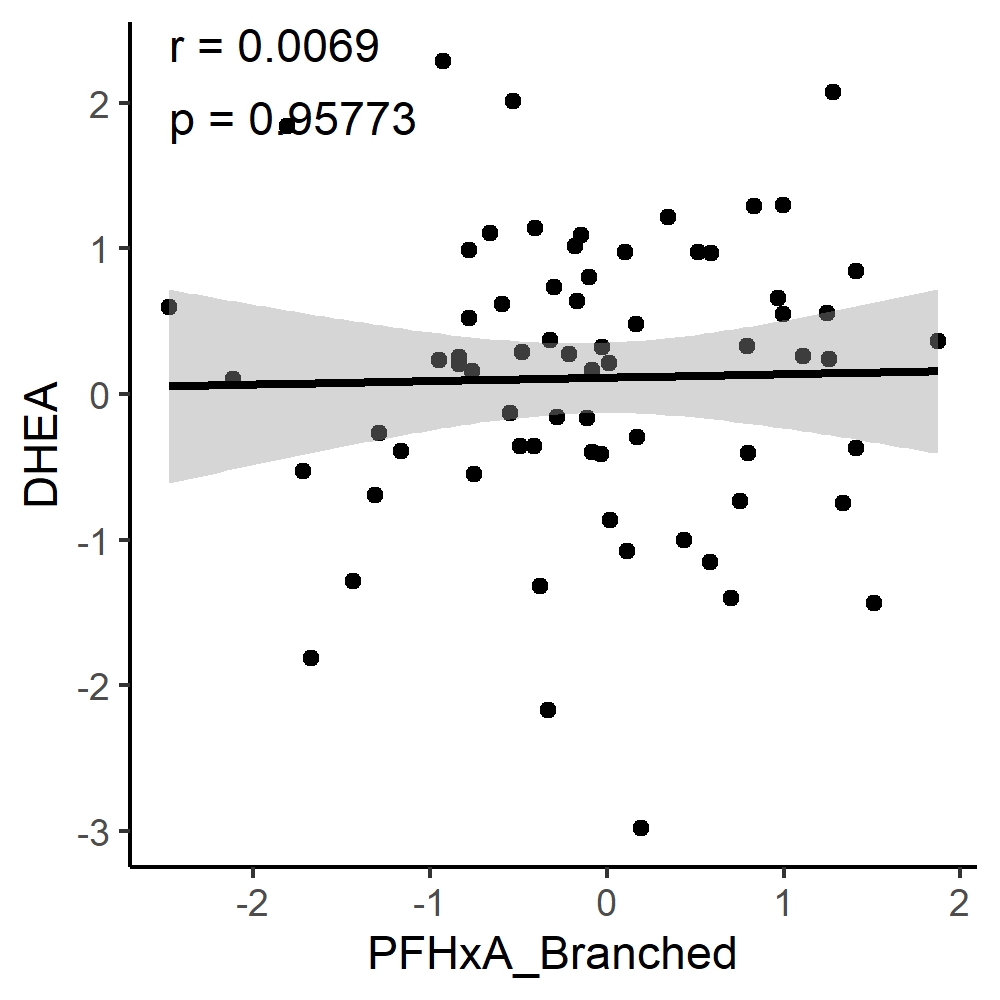 r = 0.0069
p = 0.95773
2
1
0
-1
-2
-3
DHEA
-2 -1 0 1 2
PFHxA_Branched